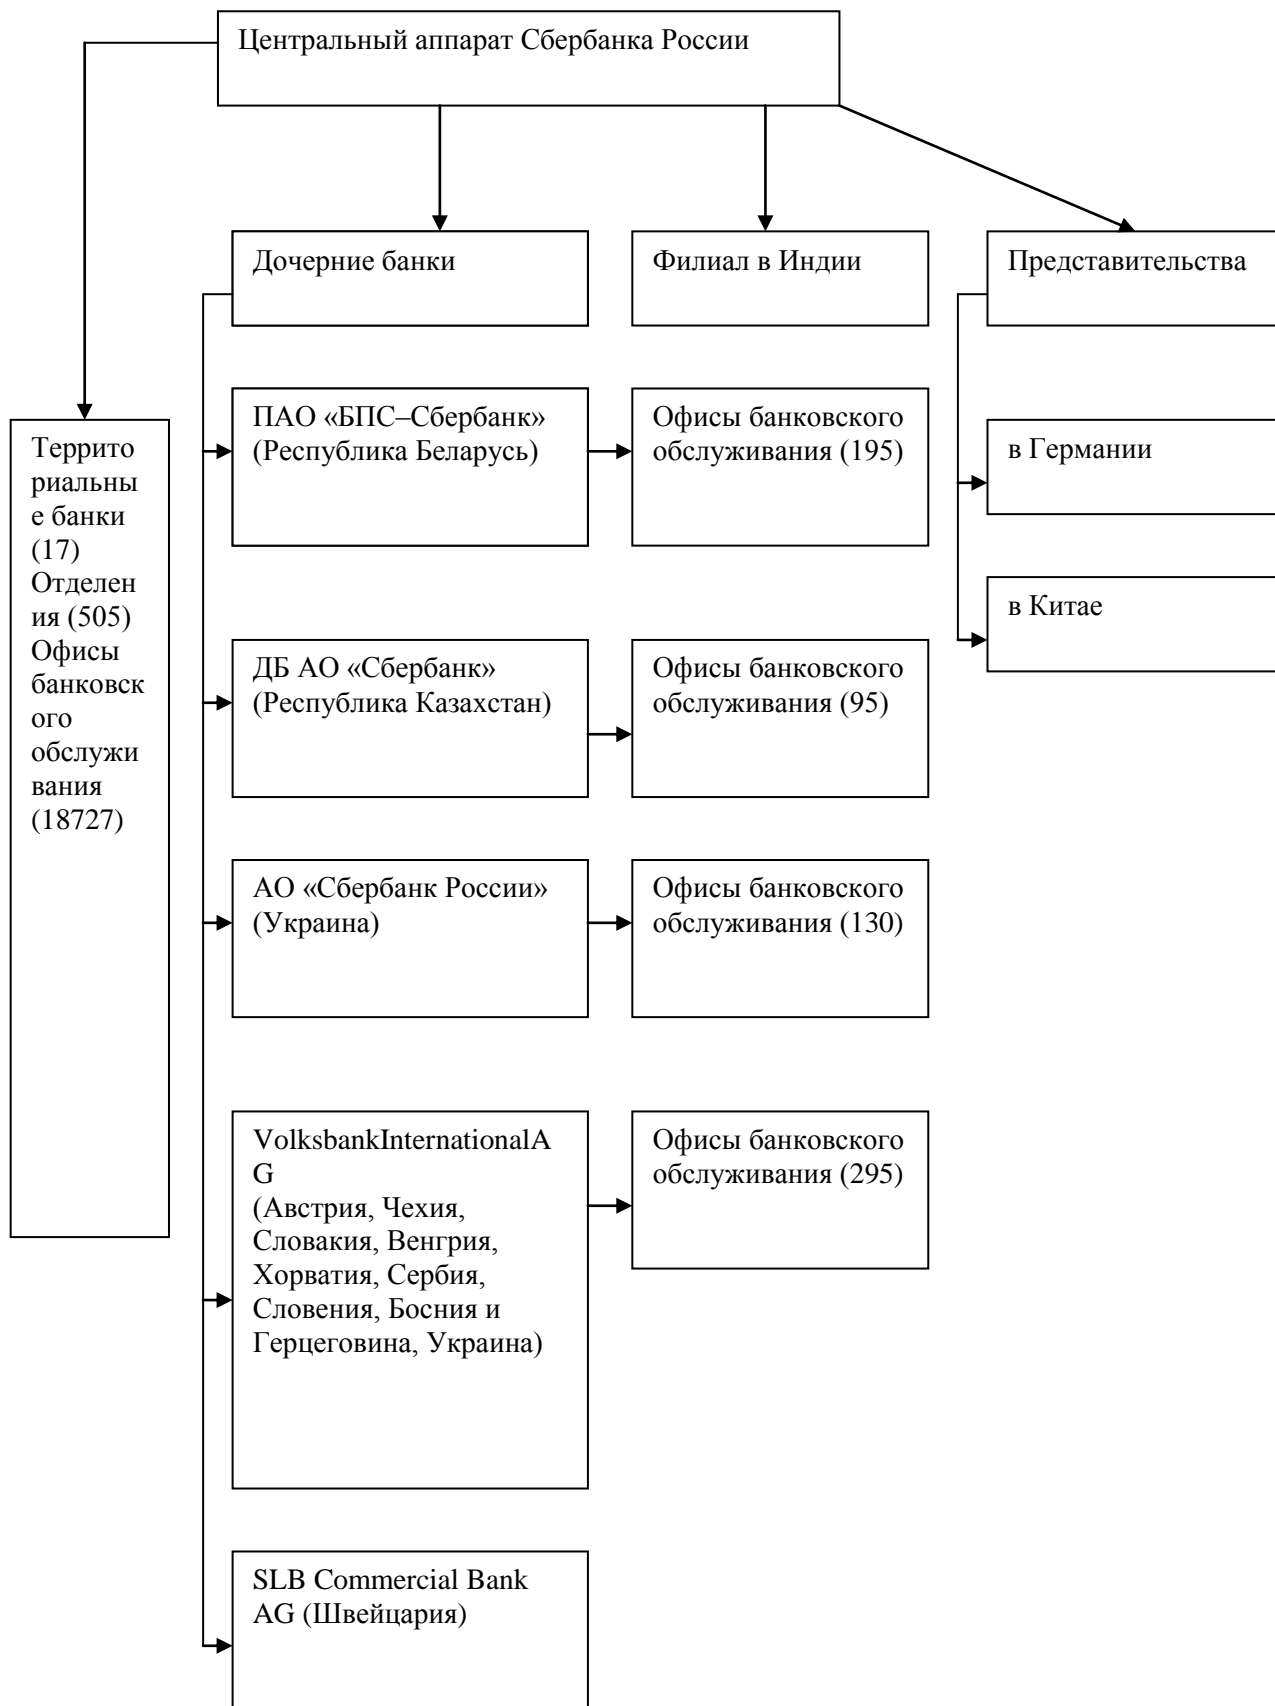 Центральный аппарат Сбербанка России
Дочерние банки
Филиал в Индии
Представительства
Террито
риальны
е банки
(17)
Отделен
ия (505)
Офисы
банковск
ого
обслужи
вания
(18727)
ПАО «БПС–Сбербанк»
(Республика Беларусь)
Офисы банковского
обслуживания (195)
в Германии
в Китае
ДБ АО «Сбербанк»
(Республика Казахстан)
Офисы банковского
обслуживания (95)
АО «Сбербанк России»
(Украина)
Офисы банковского
обслуживания (130)
VolksbankInternationalA
G
(Австрия, Чехия,
Словакия, Венгрия,
Хорватия, Сербия,
Словения, Босния и
Герцеговина, Украина)
Офисы банковского
обслуживания (295)
SLB Commercial Bank
AG (Швейцария)